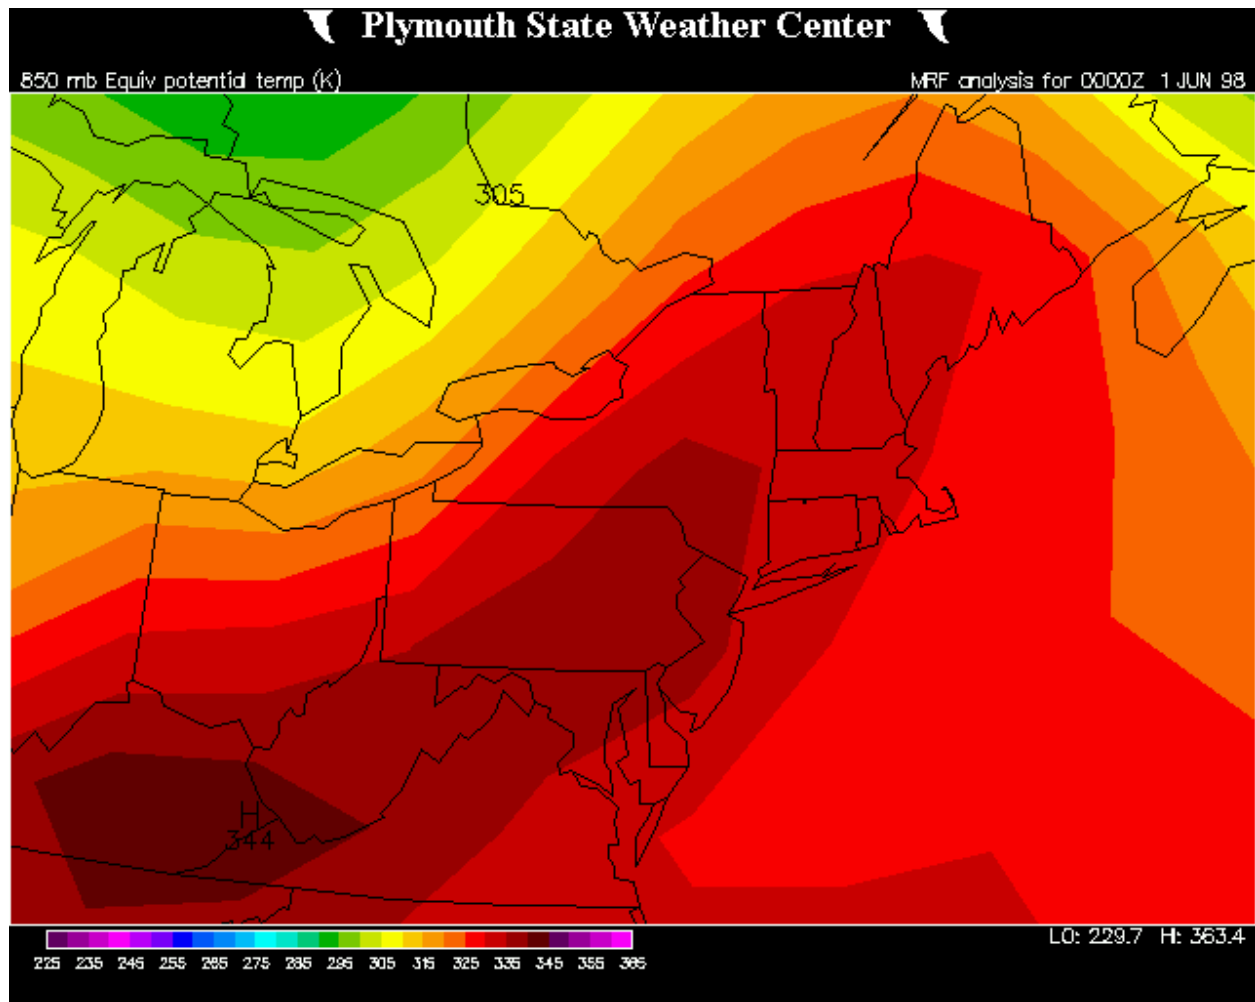 Plymouth State Weather Center
850 mb Equiv potential temp (K)
MRF analysis for 0000Z 1 JUN 98
305
H
344
LO: 229.7 HI: 363.4
225 235 245 255 265 275 285 295 305 315 325 335 345 355 365